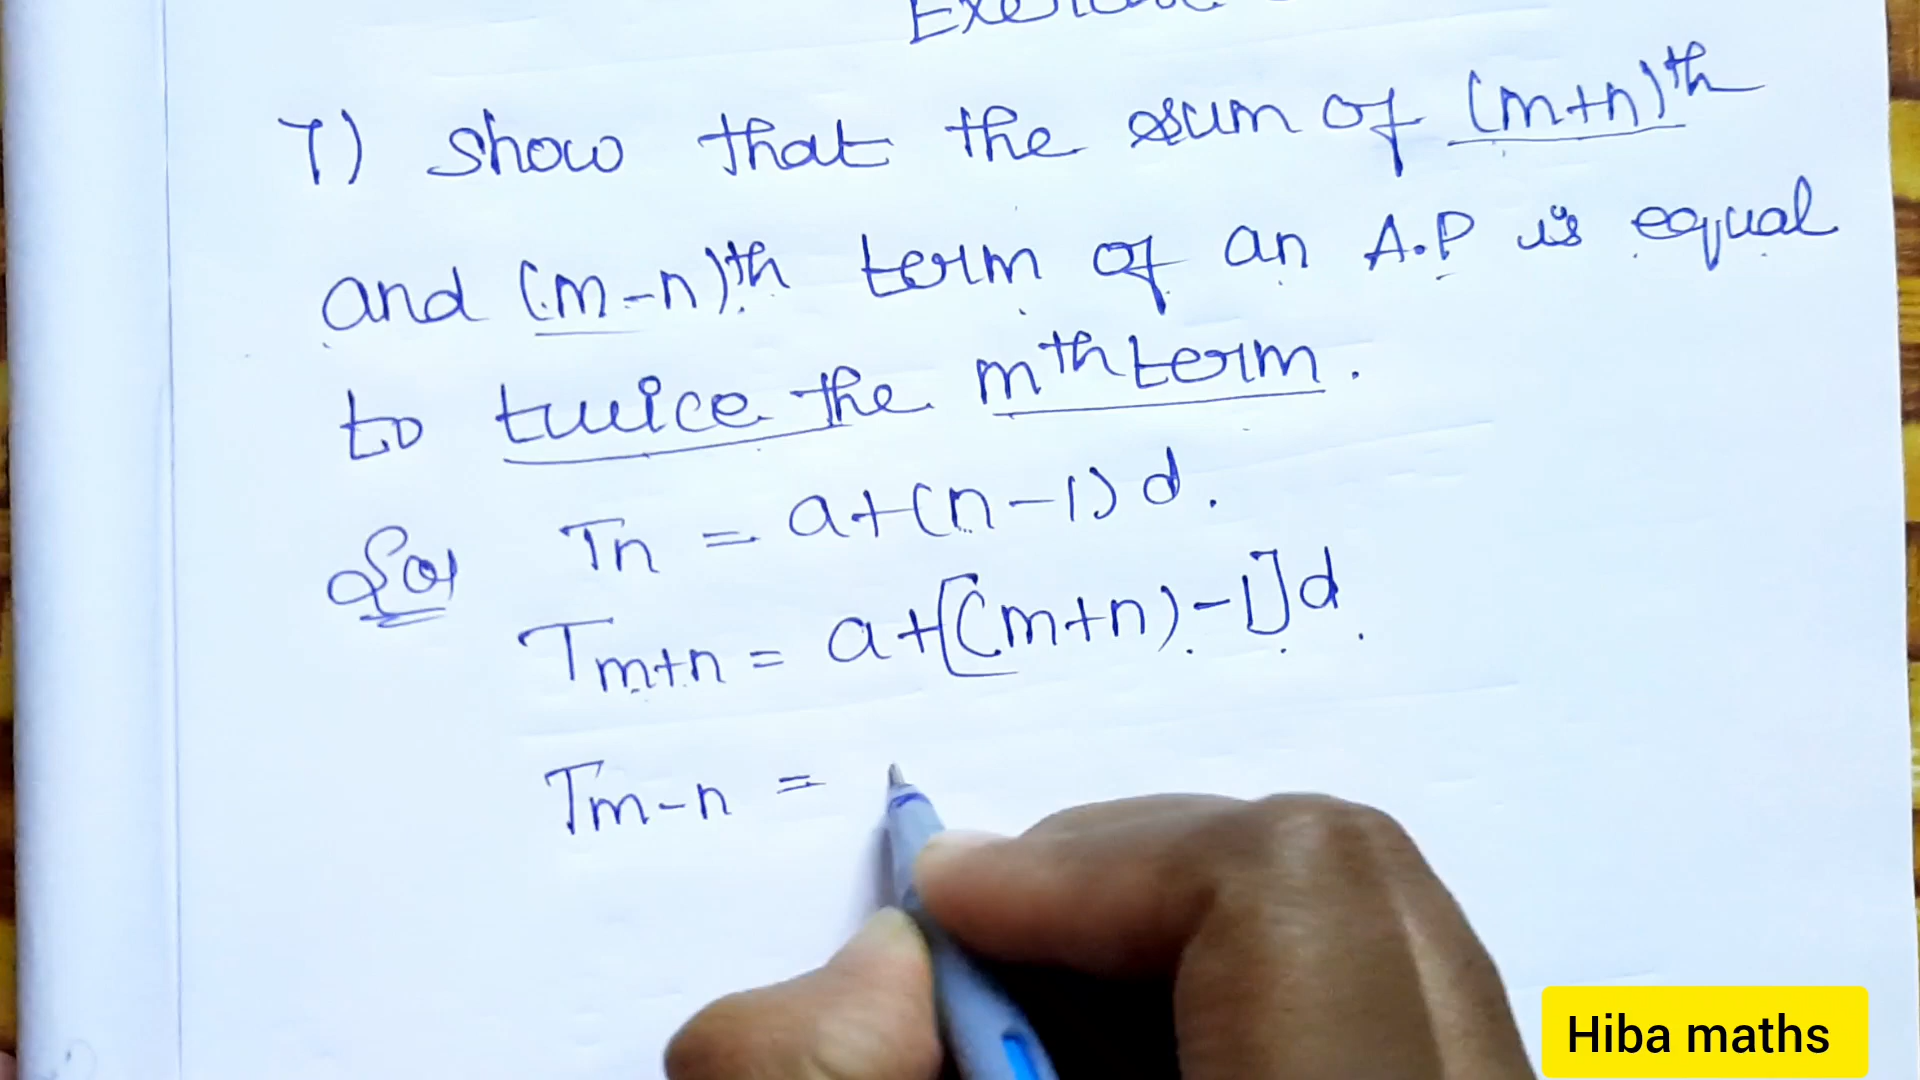 7) Show that the sum of (m+n)th
and (m-n)th term of an A.P is equal
to twice the mth term.
Sol Tn = a+(n-1)d.
Tm+n = a+[(m+n)-1]d
Tm-n =
Hiba maths